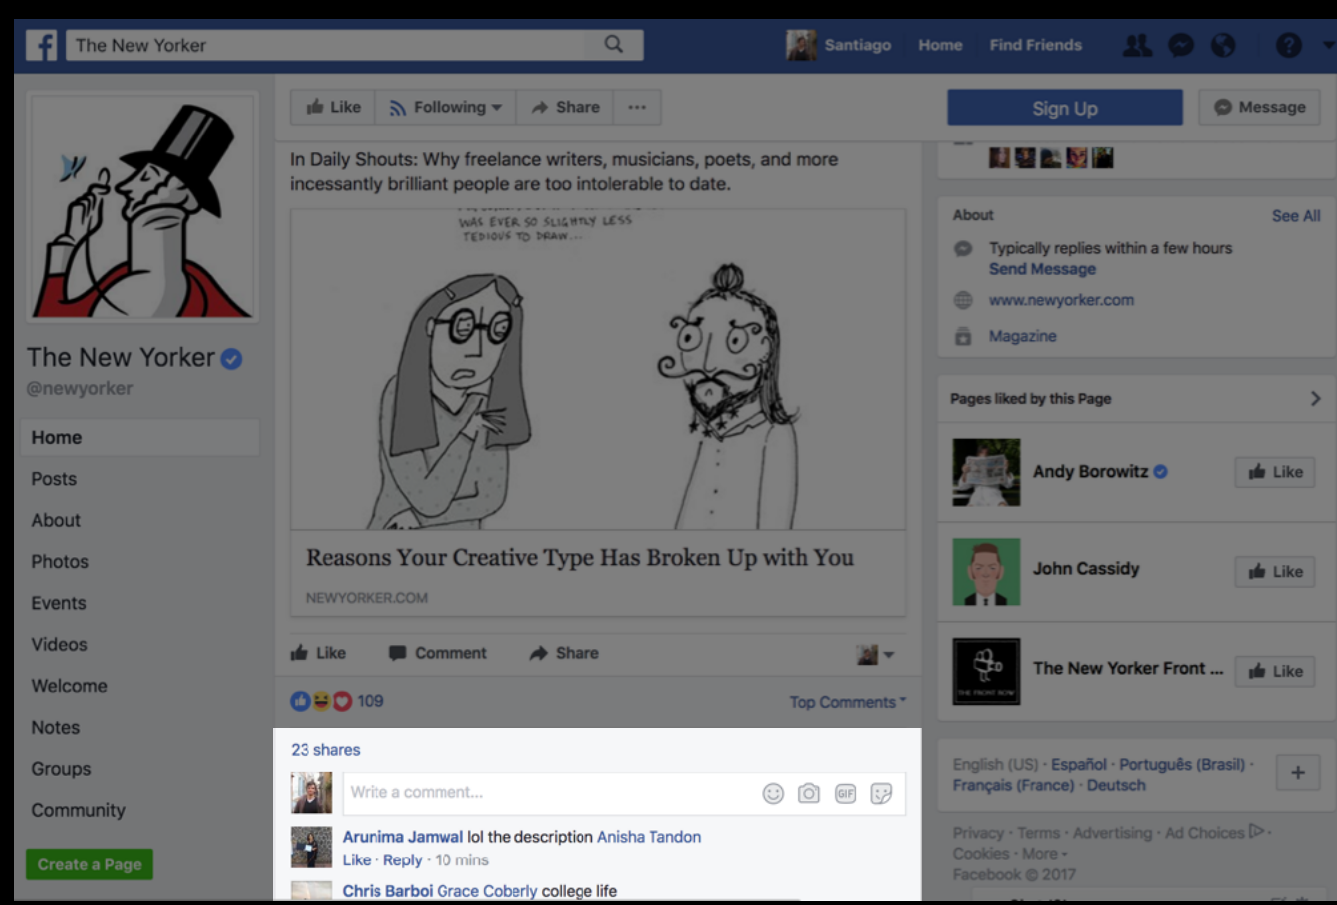 The New Yorker
Santiago
Home
Find Friends
?
Like
Following
Share
...
Sign Up
Message
The New Yorker
@newyorker
Home
Posts
About
Photos
Events
Videos
Welcome
Notes
Groups
Community
Create a Page
In Daily Shouts: Why freelance writers, musicians, poets, and more
incessantly brilliant people are too intolerable to date.
WAS EVER SO SLIGHTLY LESS
TEDIOUS TO DRAW...
Reasons Your Creative Type Has Broken Up with You
NEWYORKER.COM
Like
Comment
Share
109
Top Comments
23 shares
Write a comment...
GIF
Arunima Jamwal lol the description Anisha Tandon
Like · Reply · 10 mins
Chris Barboi Grace Coberly college life
About
See All
Typically replies within a few hours
Send Message
www.newyorker.com
Magazine
Pages liked by this Page
Andy Borowitz
Like
John Cassidy
Like
THE FRONT ROW
The New Yorker Front ...
Like
English (US) · Español · Português (Brasil) ·
Français (France) · Deutsch
+
Privacy · Terms · Advertising · Ad Choices ·
Cookies · More
Facebook © 2017